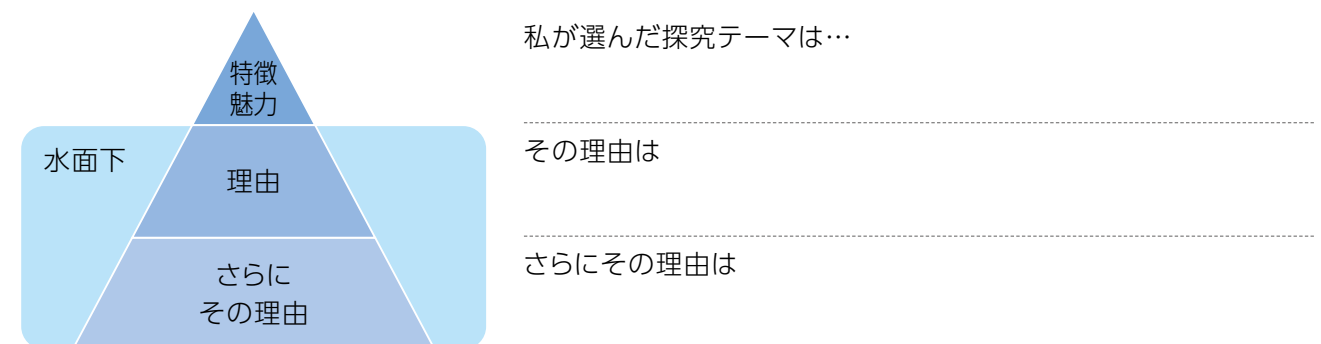 特徴
魅力
水面下
理由
さらに
その理由
私が選んだ探究テーマは…
その理由は
さらにその理由は